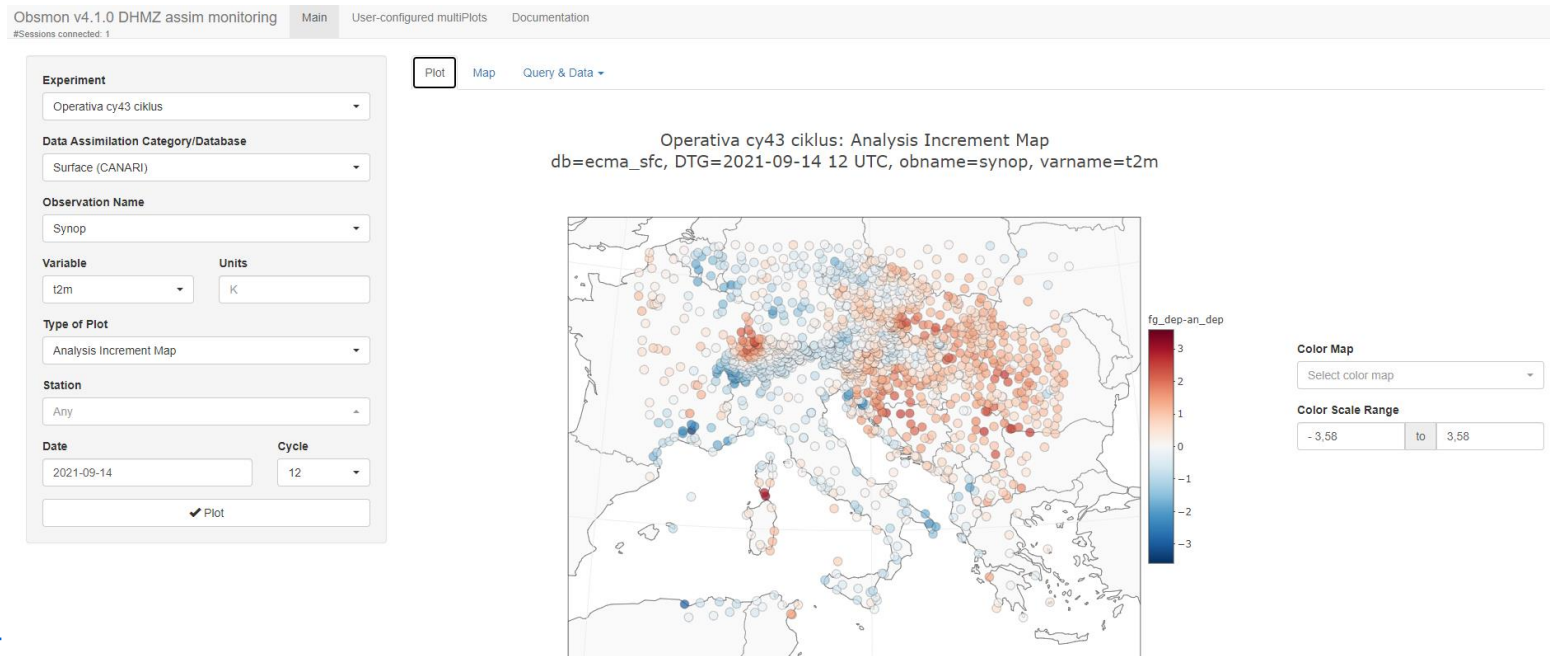 Obsmon v4.1.0 DHMZ assim monitoring Main User-configured multiPlots Documentation
#Sessions connected: 1
Experiment
Operativa cy43 ciklus
Data Assimilation Category/Database
Surface (CANARI)
Observation Name
Synop
Variable Units
t2m K
Type of Plot
Analysis Increment Map
Station
Any
Date Cycle
2021-09-14 12
✔ Plot
Plot Map Query & Data
Operativa cy43 ciklus: Analysis Increment Map
db=ecma_sfc, DTG=2021-09-14 12 UTC, obname=synop, varname=t2m
fg_dep-an_dep
3
2
1
0
−1
−2
−3
Color Map
Select color map
Color Scale Range
- 3,58 to 3,58